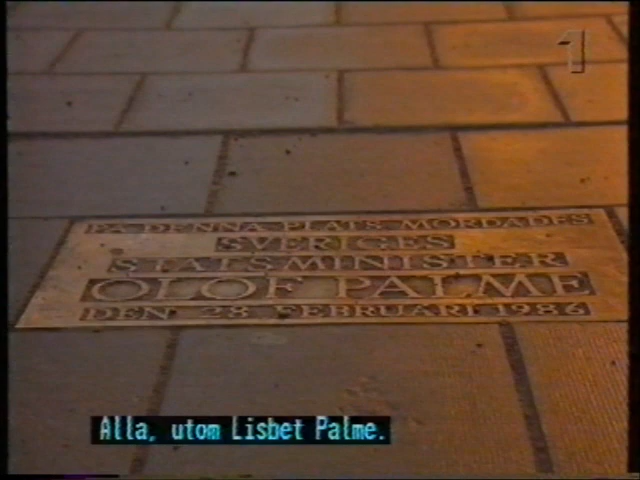 1
PÅ DENNA PLATS MÖRDADES
SVERIGES
STATSMINISTER
OLOF PALME
DEN 28 FEBRUARI 1986
Alla, utom Lisbet Palme.